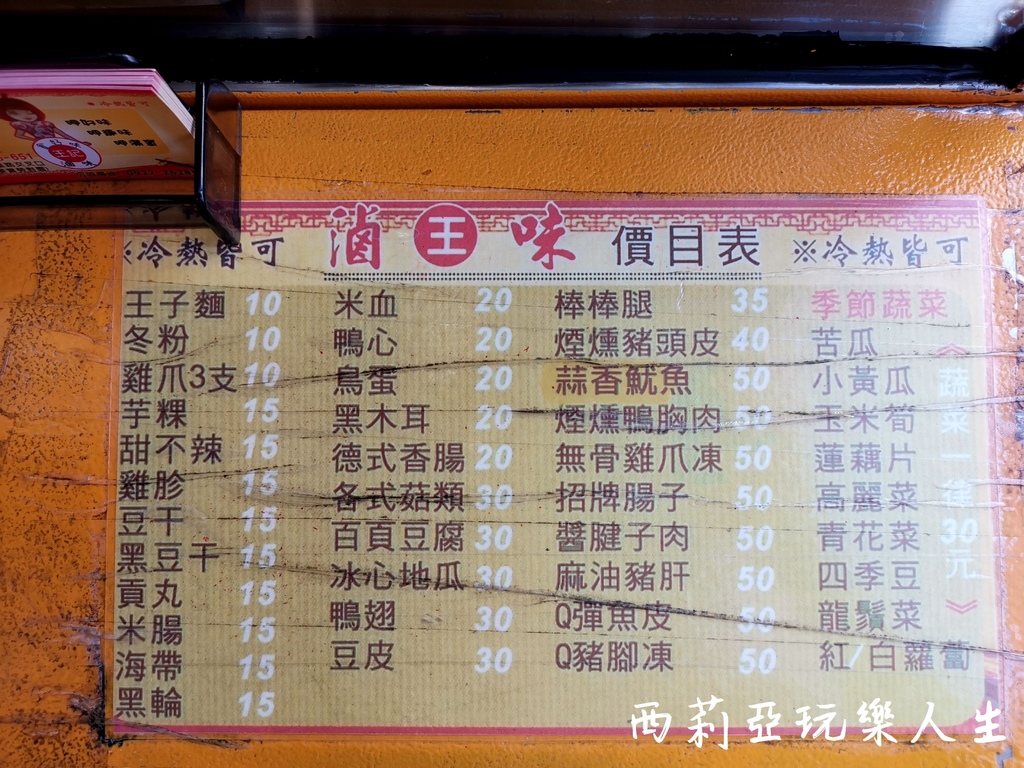 ※冷熱皆可
651
王記
※冷熱皆可 滷王味 價目表 ※冷熱皆可
王子麵 10
冬粉 10
雞爪3支 10
芋粿 15
甜不辣 15
雞胗 15
豆干 15
黑豆干 15
貢丸 15
米腸 15
海帶 15
黑輪 15
米血 20
鴨心 20
鳥蛋 20
黑木耳 20
德式香腸 20
各式菇類 30
百頁豆腐 30
冰心地瓜 30
鴨翅 30
豆皮 30
棒棒腿 35
煙燻豬頭皮 40
蒜香魷魚 50
煙燻鴨胸肉 50
無骨雞爪凍 50
招牌腸子 50
醬腱子肉 50
麻油豬肝 50
Q彈魚皮 50
Q豬腳凍 50
季節蔬菜
苦瓜
小黃瓜
玉米筍
蓮藕片
高麗菜
青花菜
四季豆
龍鬚菜
紅/白蘿蔔
《蔬菜一律30元》
西莉亞玩樂人生